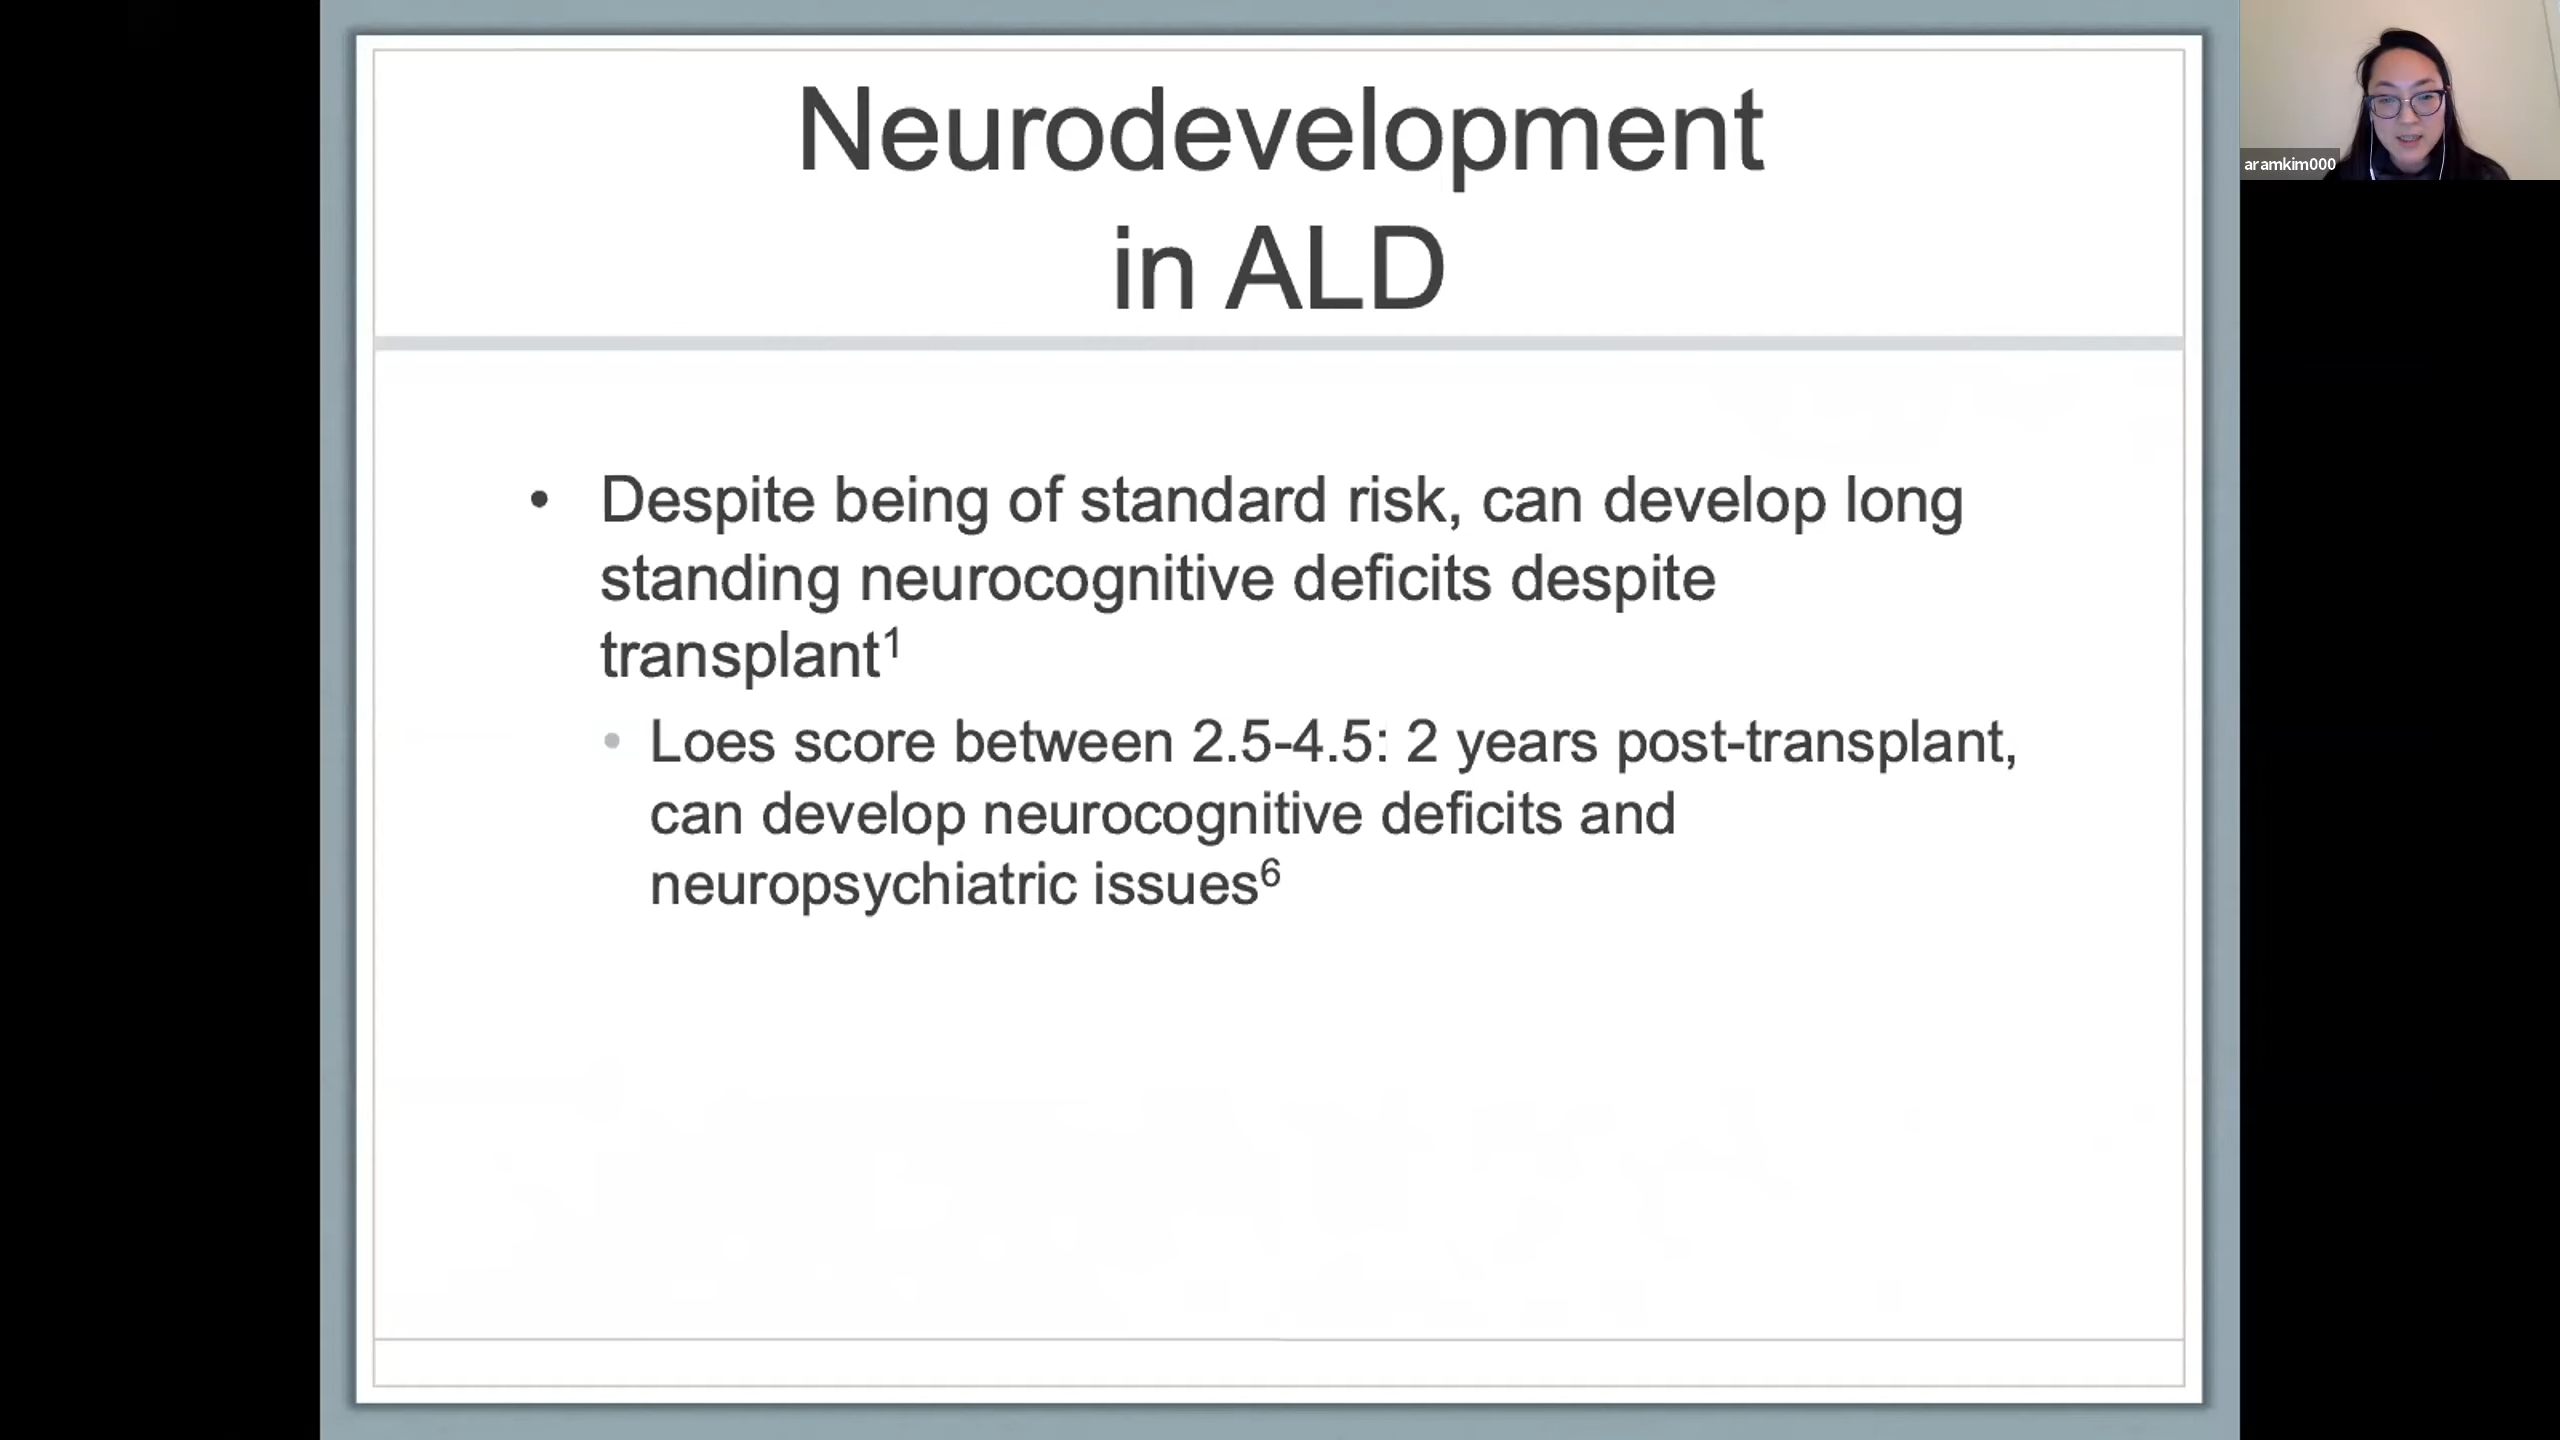 Neurodevelopment
in ALD
• Despite being of standard risk, can develop long
standing neurocognitive deficits despite
transplant¹
• Loes score between 2.5-4.5: 2 years post-transplant,
can develop neurocognitive deficits and
neuropsychiatric issues⁶
aramkim000